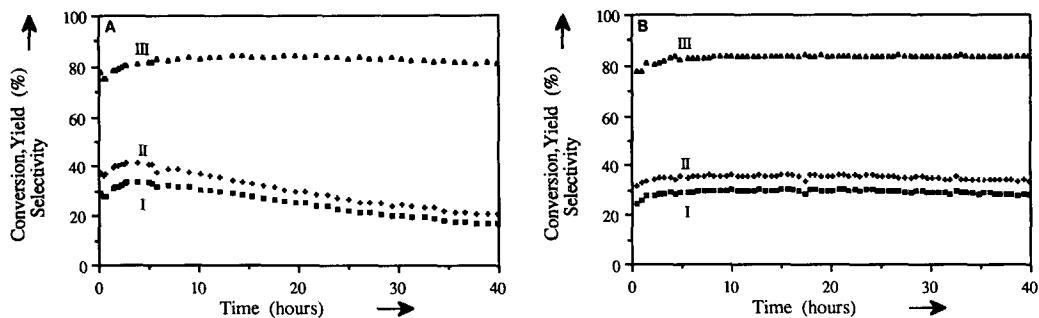 A
100
80
60
40
20
0
III
II
I
Conversion, Yield (%)
Selectivity
0 10 20 30 40
Time (hours)
B
100
80
60
40
20
0
III
II
I
Conversion, Yield (%)
Selectivity
0 10 20 30 40
Time (hours)